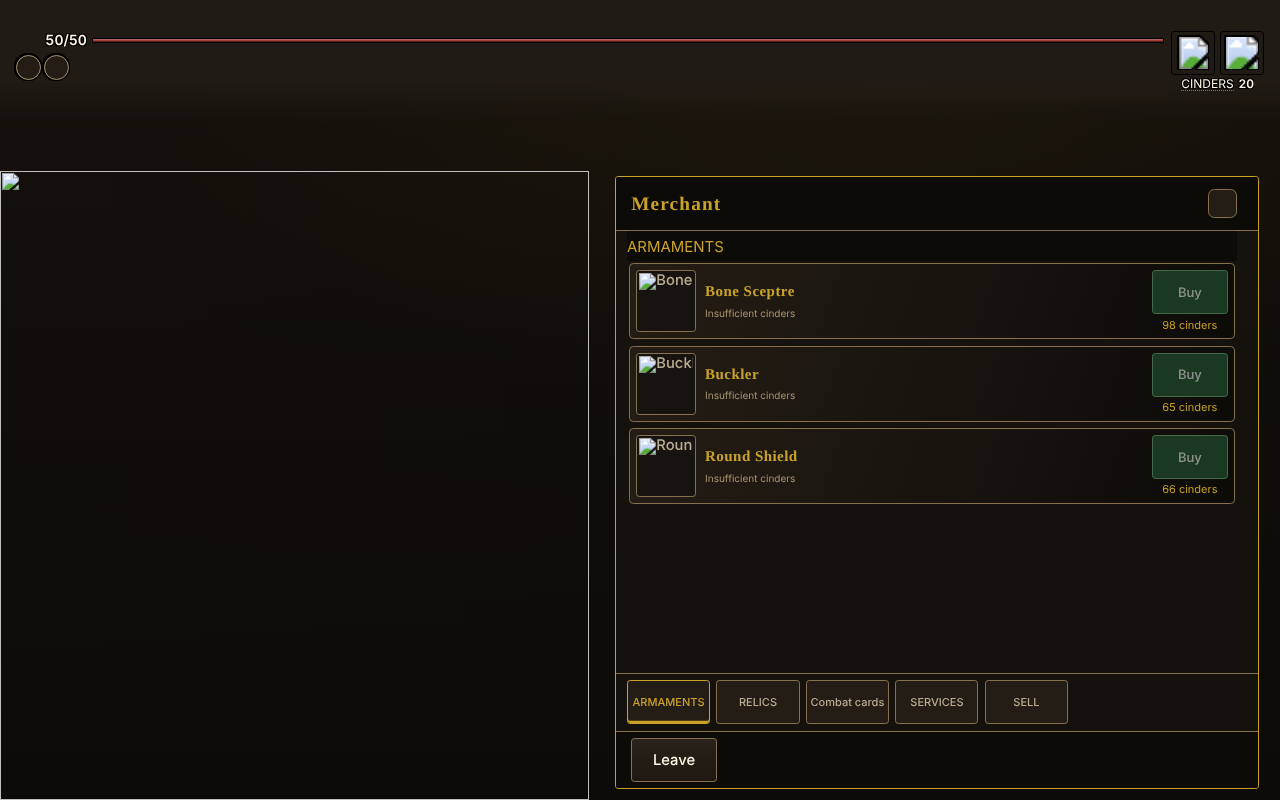 50/50
CINDERS 20
Merchant
ARMAMENTS
Bone
Bone Sceptre
Insufficient cinders
Buy
98 cinders
Buck
Buckler
Insufficient cinders
Buy
65 cinders
Roun
Round Shield
Insufficient cinders
Buy
66 cinders
ARMAMENTS
RELICS
Combat cards
SERVICES
SELL
Leave